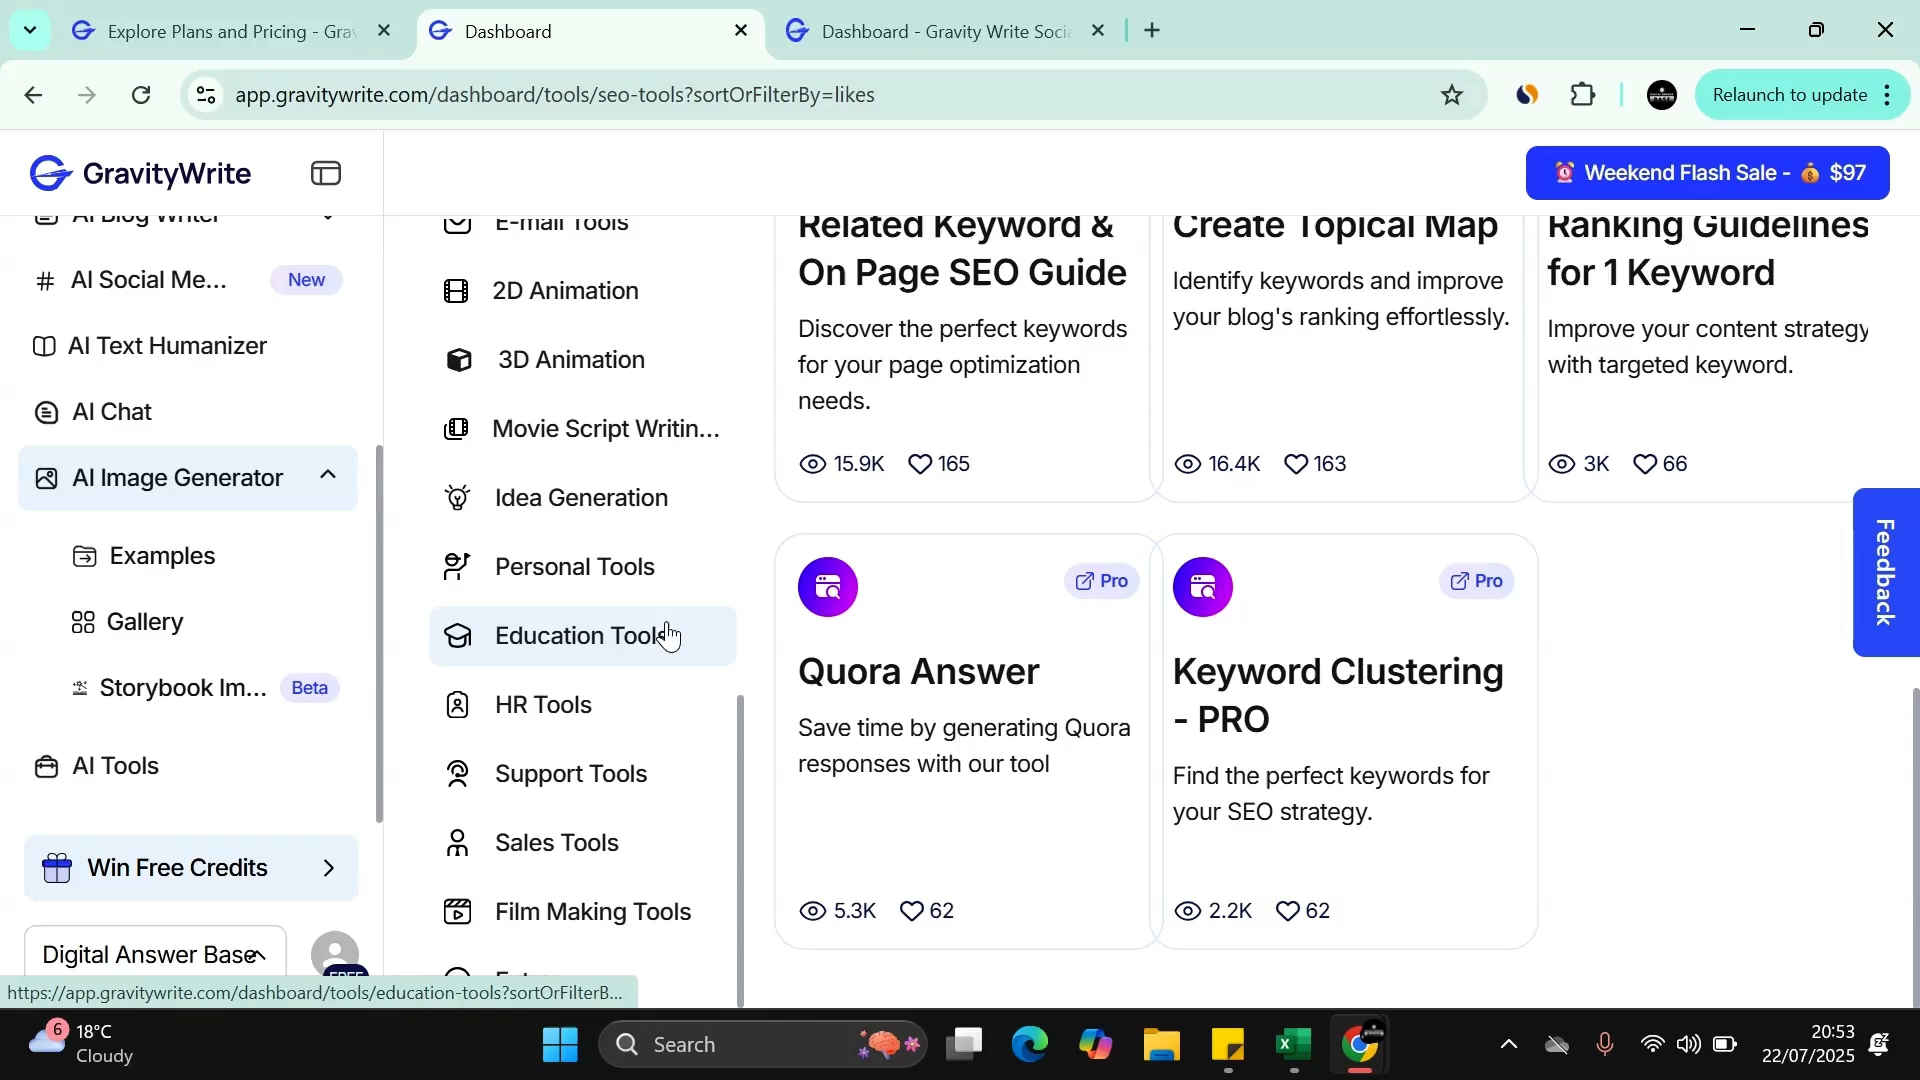 Explore Plans and Pricing - Grav
Dashboard
Dashboard - Gravity Write Soci
app.gravitywrite.com/dashboard/tools/seo-tools?sortOrFilterBy=likes
Relaunch to update
GravityWrite
⏰ Weekend Flash Sale - 💰 $97
AI Blog Writer
# AI Social Me...
New
AI Text Humanizer
AI Chat
AI Image Generator
Examples
Gallery
Storybook Im...
Beta
AI Tools
Win Free Credits
Digital Answer Base
FREE
E-mail Tools
2D Animation
3D Animation
Movie Script Writin...
Idea Generation
Personal Tools
Education Tools
HR Tools
Support Tools
Sales Tools
Film Making Tools
Related Keyword &
On Page SEO Guide
Discover the perfect keywords
for your page optimization
needs.
15.9K
165
Create Topical Map
Identify keywords and improve
your blog's ranking effortlessly.
16.4K
163
Ranking Guidelines
for 1 Keyword
Improve your content strategy
with targeted keyword.
3K
66
Pro
Quora Answer
Save time by generating Quora
responses with our tool
5.3K
62
Pro
Keyword Clustering
- PRO
Find the perfect keywords for
your SEO strategy.
2.2K
62
Feedback
https://app.gravitywrite.com/dashboard/tools/education-tools?sortOrFilterB...
6
18°C
Cloudy
Search
20:53
22/07/2025